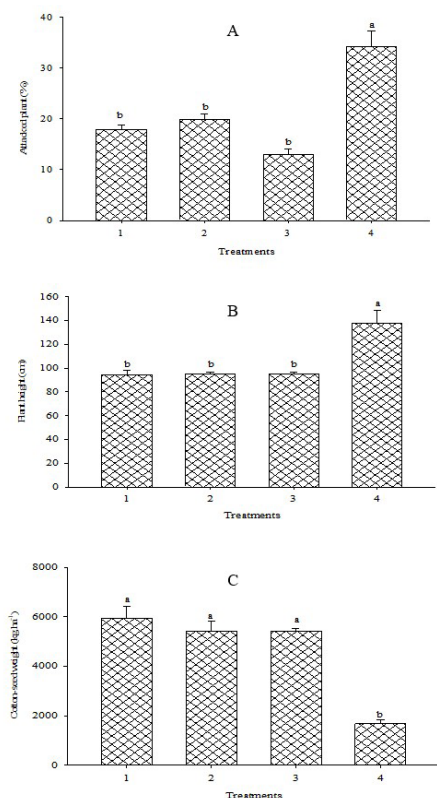 A
Attacked plant (%)
40
30
20
10
0
b
b
b
a
1 2 3 4
Treatments
B
Plant height (cm)
160
140
120
100
80
60
40
20
0
b
b
b
a
1 2 3 4
Treatments
C
Cotton-seed weight (kg.ha⁻¹)
8000
6000
4000
2000
0
a
a
a
b
1 2 3 4
Treatments